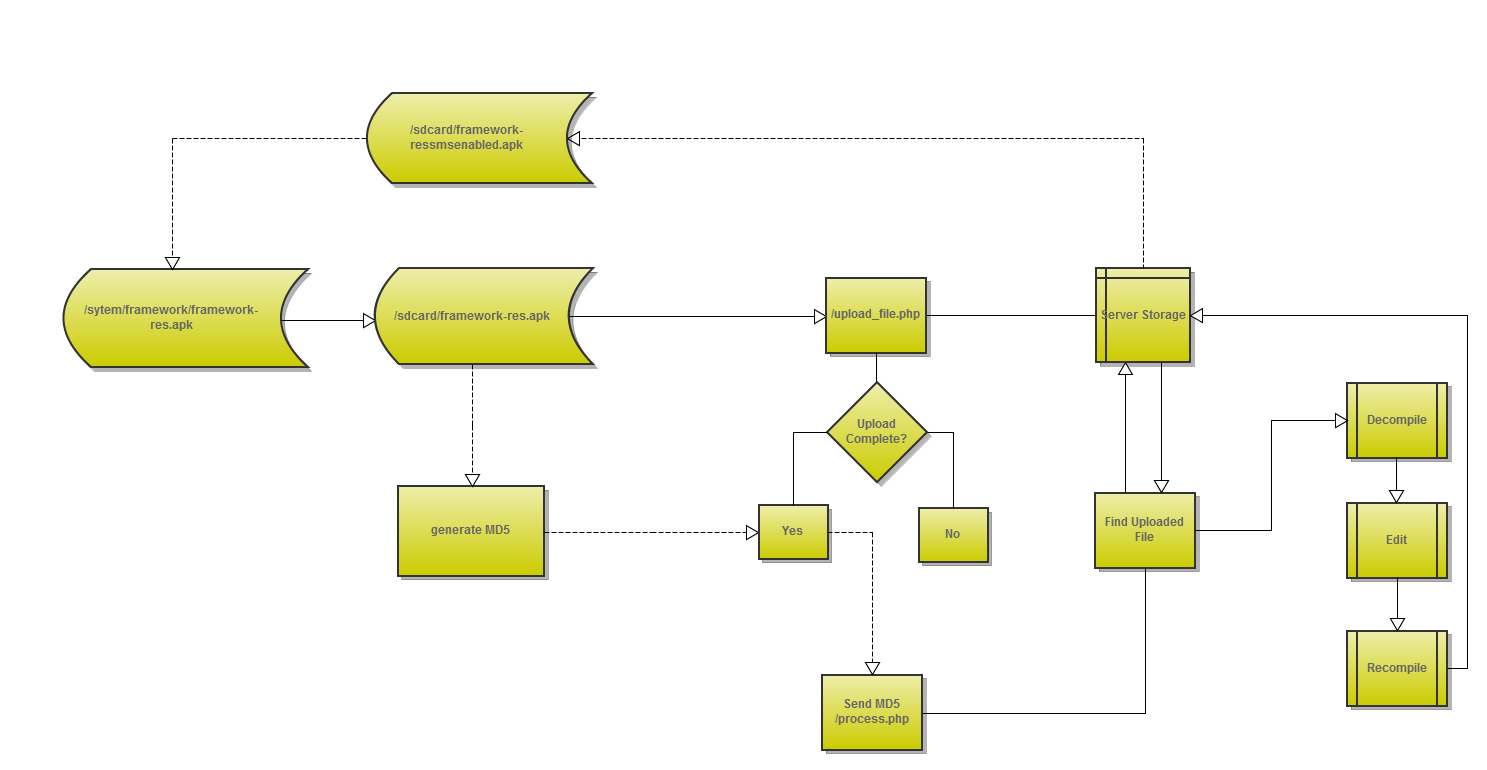 /sdcard/framework-
ressmsenabled.apk
/sytem/framework/framework-
res.apk
/sdcard/framework-res.apk
/upload_file.php
Server Storage
Upload
Complete?
Decompile
generate MD5
Yes
No
Find Uploaded
File
Edit
Recompile
Send MD5
/process.php